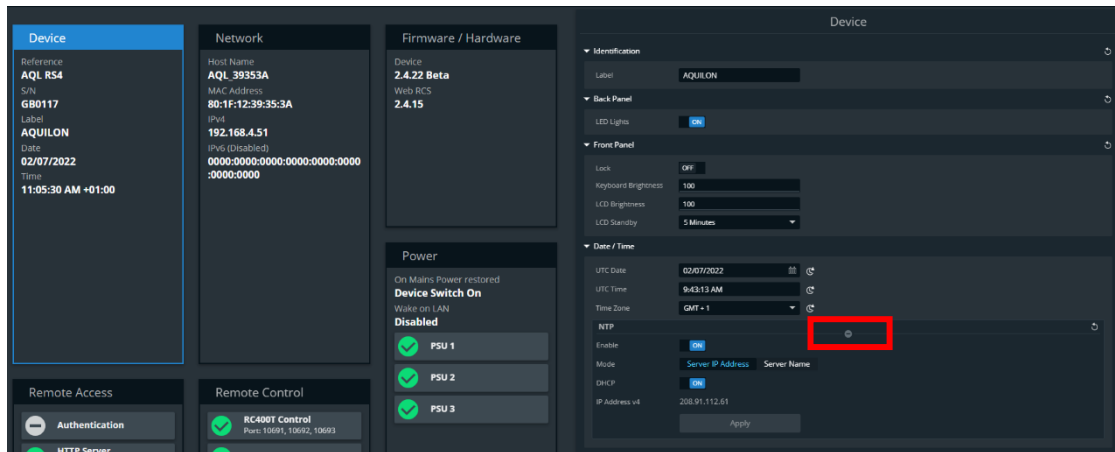 Device
Reference
AQL RS4
S/N
GB0117
Label
AQUILON
Date
02/07/2022
Time
11:05:30 AM +01:00
Network
Host Name
AQL_39353A
MAC Address
80:1F:12:39:35:3A
IPv4
192.168.4.51
IPv6 (Disabled)
0000:0000:0000:0000:0000:0000
:0000:0000
Firmware / Hardware
Device
2.4.22 Beta
Web RCS
2.4.15
Power
On Mains Power restored
Device Switch On
Wake on LAN
Disabled
PSU 1
PSU 2
PSU 3
Remote Access
Authentication
HTTP Server
Remote Control
RC400T Control
Port: 10691, 10692, 10693
Device
Identification
Label AQUILON
Back Panel
LED Lights ON
Front Panel
Lock OFF
Keyboard Brightness 100
LCD Brightness 100
LCD Standby 5 Minutes
Date / Time
UTC Date 02/07/2022
UTC Time 9:43:13 AM
Time Zone GMT + 1
NTP
Enable ON
Mode Server IP Address Server Name
DHCP ON
IP Address v4 208.91.112.61
Apply